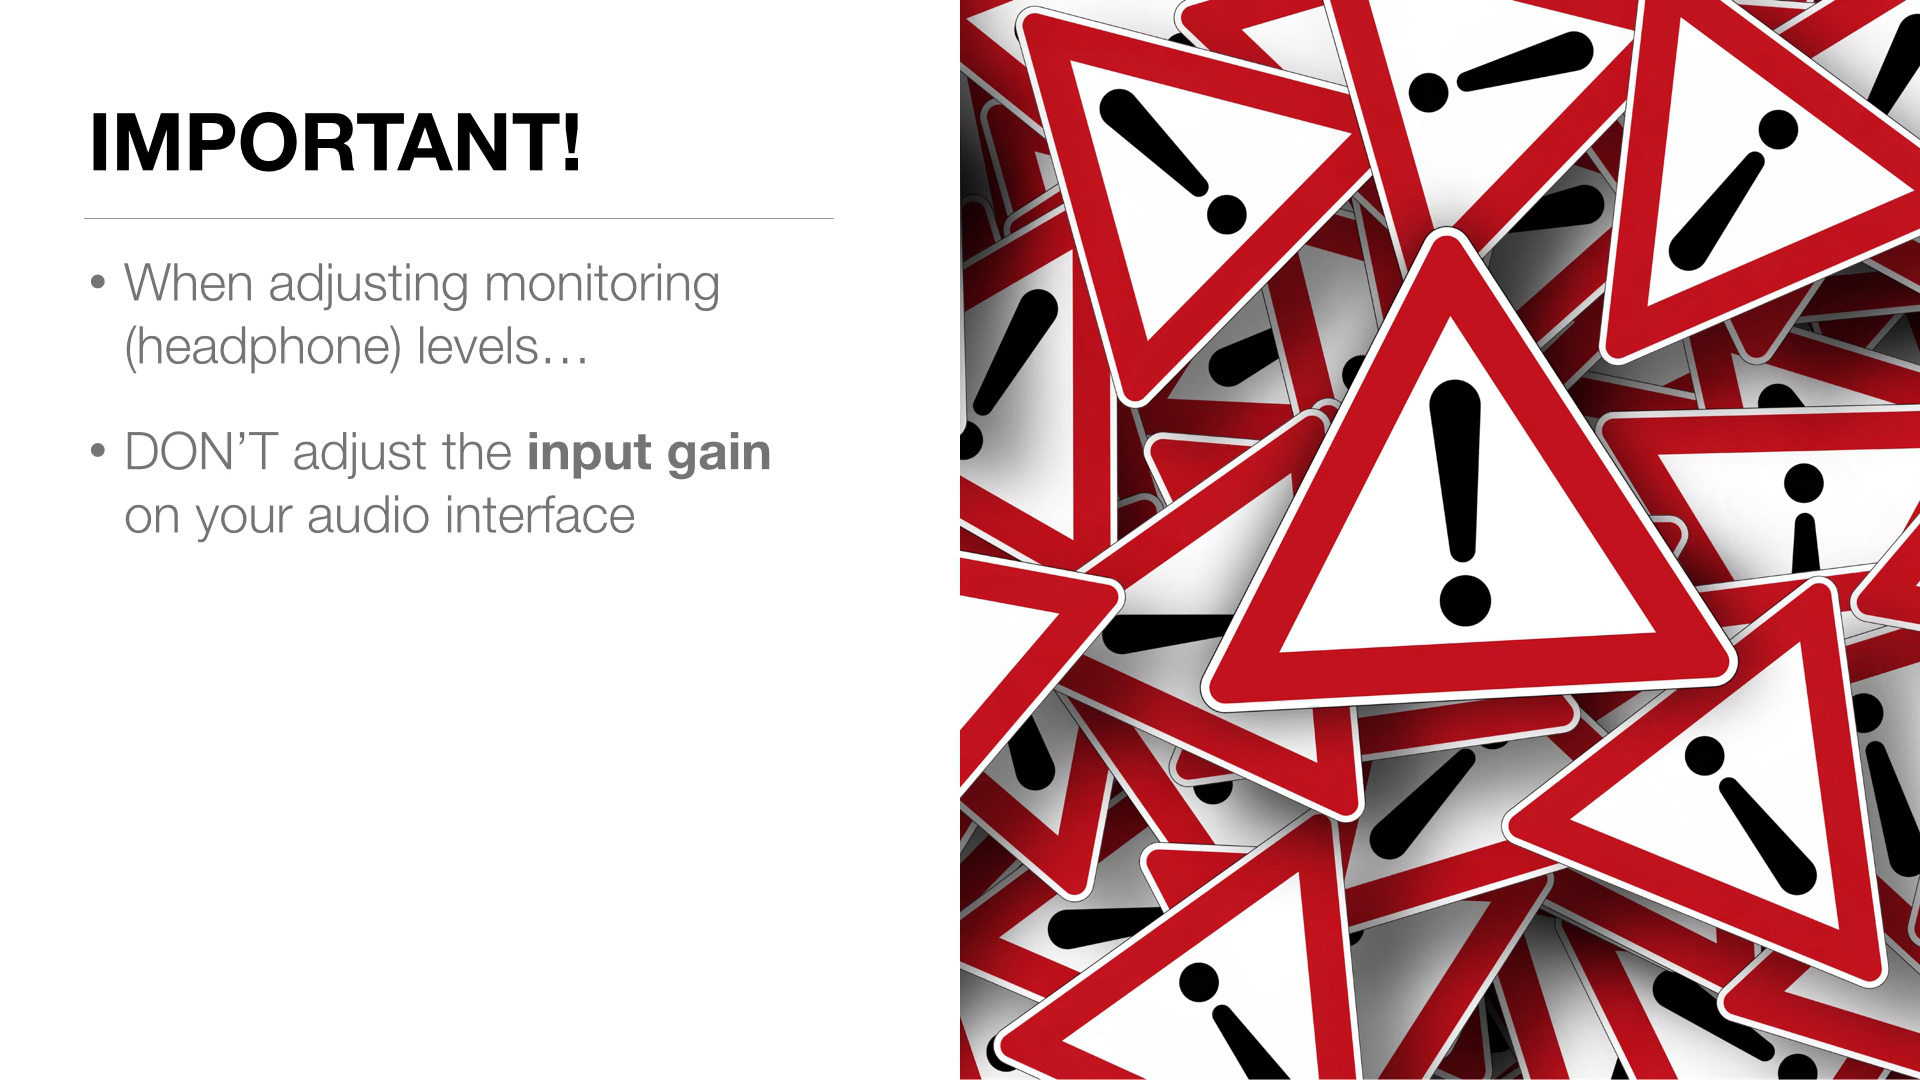 IMPORTANT!
• When adjusting monitoring
(headphone) levels…
• DON’T adjust the input gain
on your audio interface